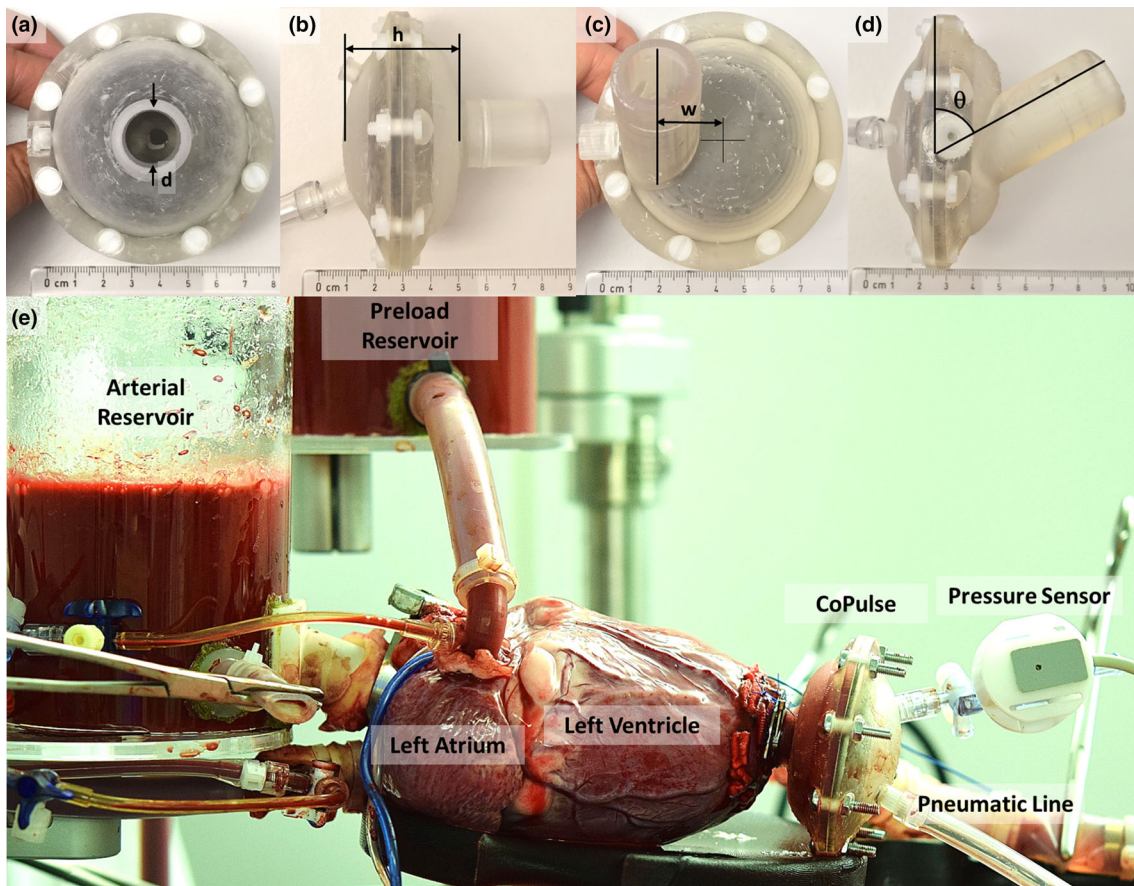 (a)
d
0 cm 1 2 3 4 5 6 7 8
(b)
h
0 cm 1 2 3 4 5 6 7 8 9
(c)
w
0 cm 1 2 3 4 5 6 7 8
(d)
θ
0 cm 1 2 3 4 5 6 7 8 9 10
(e)
Preload
Reservoir
Arterial
Reservoir
CoPulse
Pressure Sensor
Left Atrium
Left Ventricle
Pneumatic Line